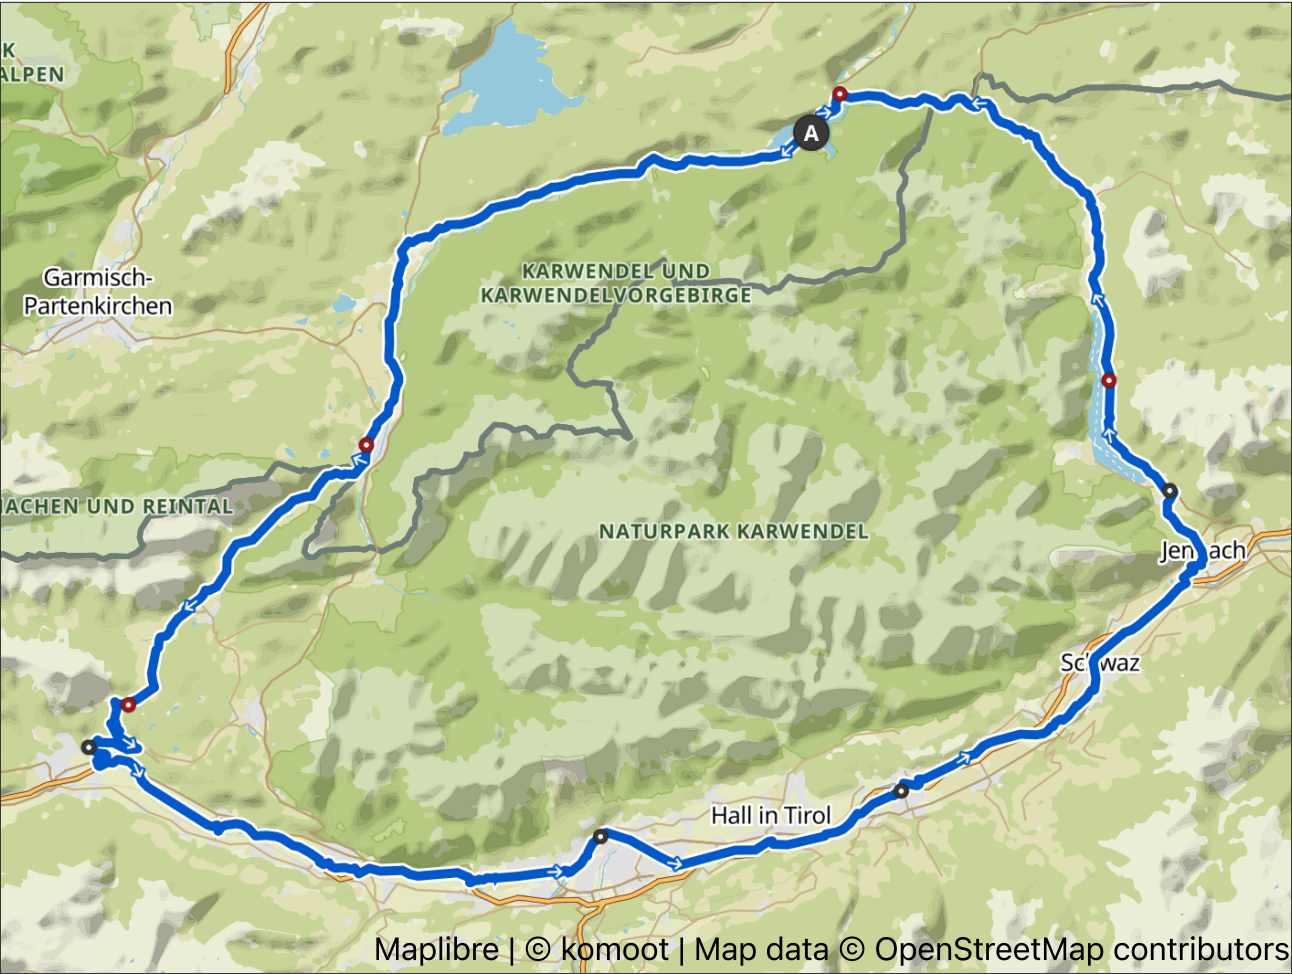 K
ALPEN
A
Garmisch-
Partenkirchen
KARWENDEL UND
KARWENDELVORGEBIRGE
ACHEN UND REINTAL
NATURPARK KARWENDEL
Hall in Tirol
Maplibre | © komoot | Map data © OpenStreetMap contributors